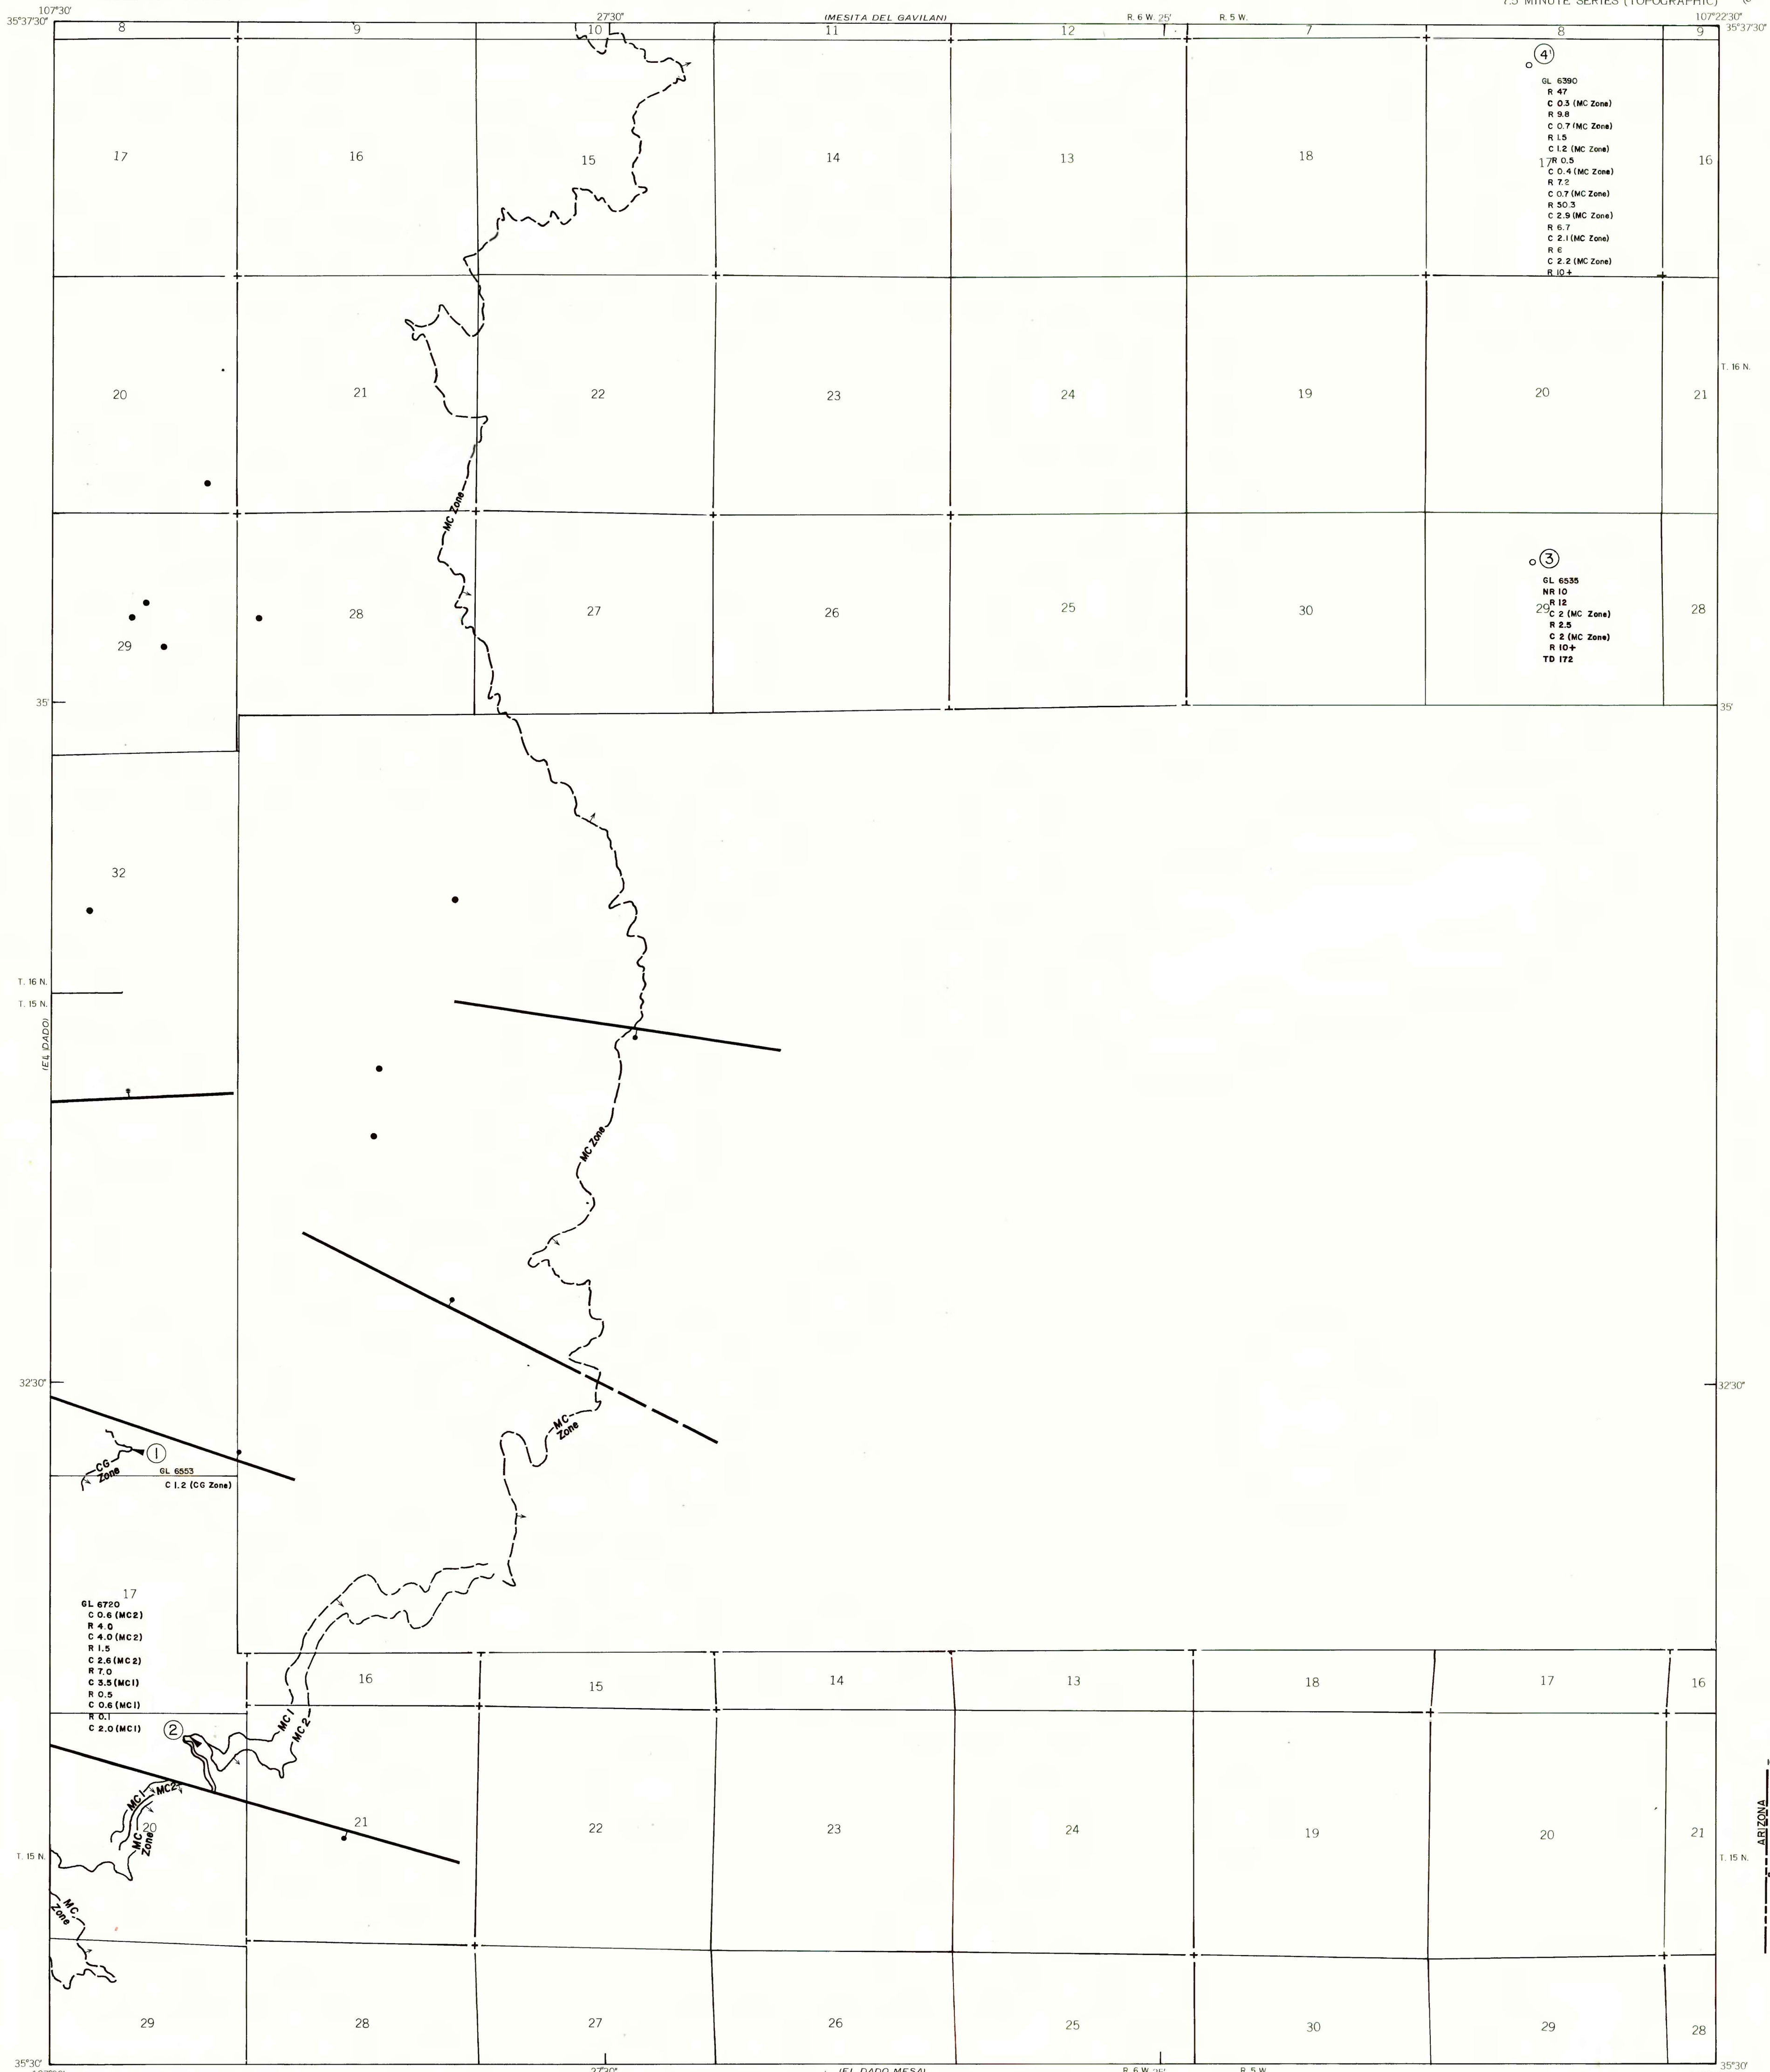 7.5 MINUTE SERIES (TOPOGRAPHIC)
107°30' 27'30" (MESITA DEL GAVILAN) R. 6 W. 25' R. 5 W. 107°22'30"
35°37'30" 35°37'30"
8 9 10 11 12 7 8 9
4
GL 6390
R 47
C 0.3 (MC Zone)
R 9.8
C 0.7 (MC Zone)
R 1.5
C 1.2 (MC Zone)
R 0.5
C 0.4 (MC Zone)
R 7.2
C 0.7 (MC Zone)
R 50.3
C 2.9 (MC Zone)
R 6.7
C 2.1 (MC Zone)
R 6
C 2.2 (MC Zone)
R 10+
17 16 15 14 13 18 17 16
T. 16 N.
20 21 22 23 24 19 20 21
MC Zone
3
GL 6535
NR 10
R 12
C 2 (MC Zone)
R 2.5
C 2 (MC Zone)
R 10+
TD 172
29 28 27 26 25 30 29 28
35' 35'
32
T. 16 N.
T. 15 N.
(EL DADO)
MC Zone
32'30" 32'30"
MC
Zone
1
CG
Zone
GL 6553
C 1.2 (CG Zone)
17
GL 6720
C 0.6 (MC2)
R 4.0
C 4.0 (MC2)
R 1.5
C 2.6 (MC2)
R 7.0
C 3.5 (MC1)
R 0.5
C 0.6 (MC1)
R 0.1
C 2.0 (MC1)
16 15 14 13 18 17 16
2
MC1
MC2
MC1
MC2
MC
Zone
20 21 22 23 24 19 20 21
T. 15 N. T. 15 N.
ARIZONA
MC
Zone
29 28 27 26 25 30 29 28
35°30' 35°30'
27'30" (EL DADO MESA) R. 6 W. 25' R. 5 W.